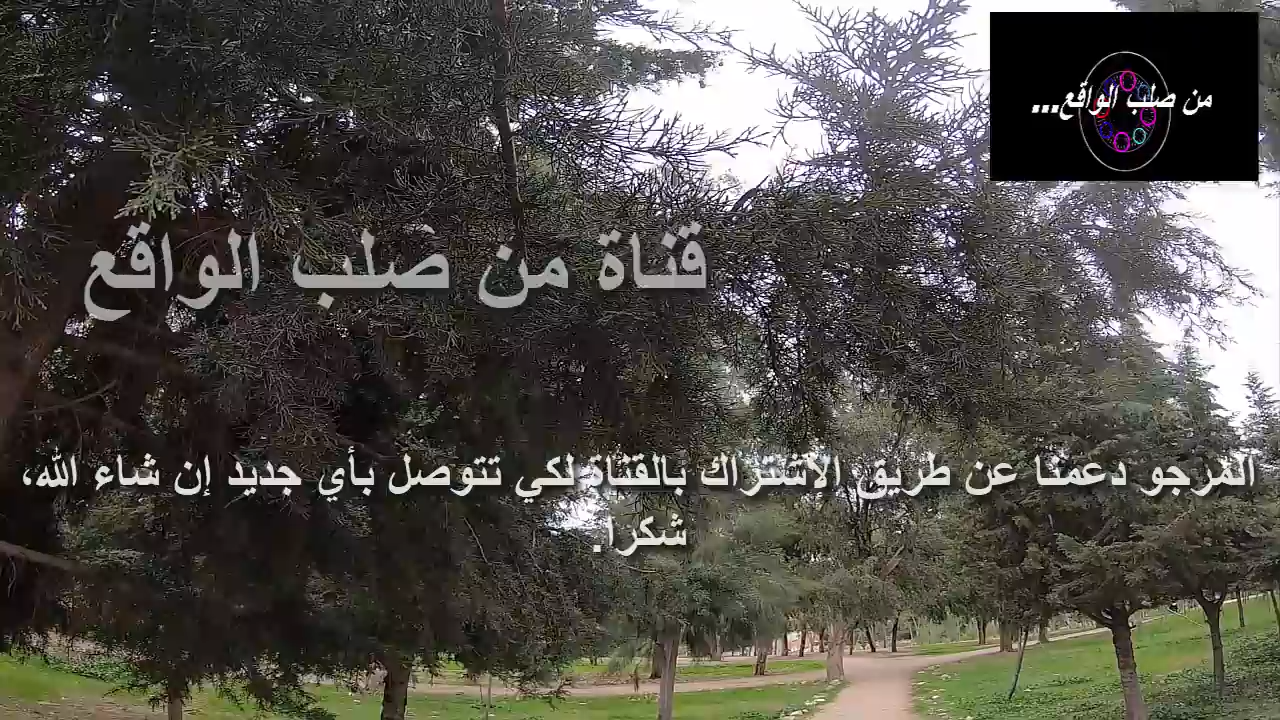 من صلب الواقع...
قناة من صُلب الواقع
المرجو دعمنا عن طريق الاشتراك بالقناة لكي تتوصل بأي جديد إن شاء الله،
شكرا.